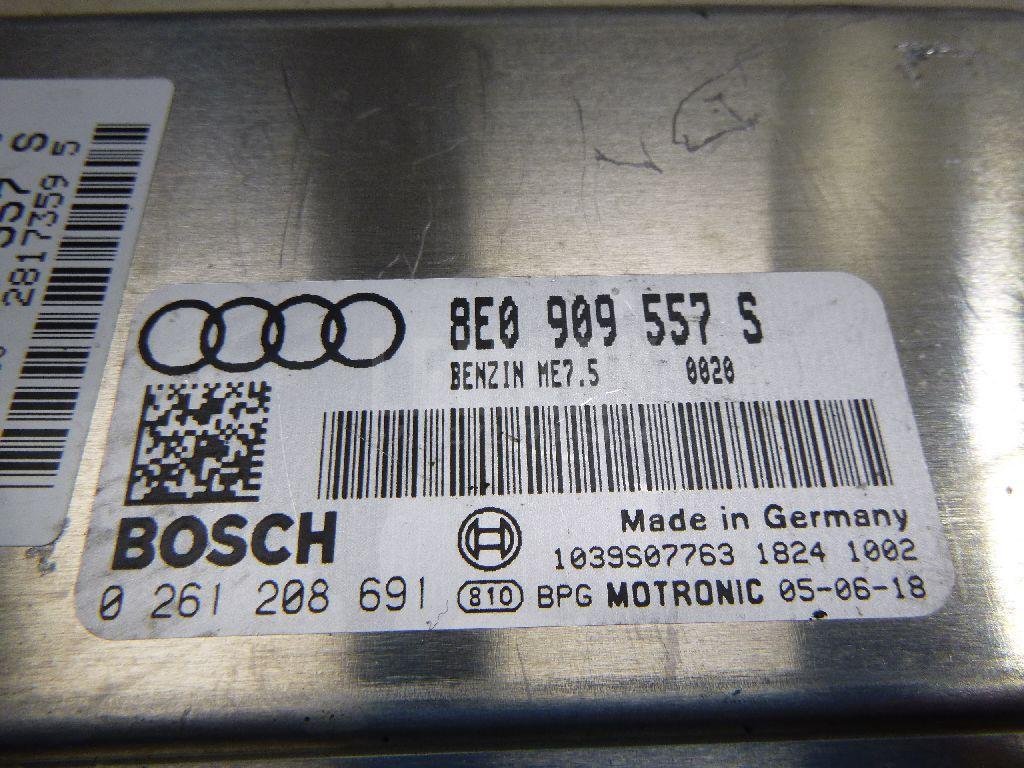 557 S
2817359 5
8E0 909 557 S
BENZIN ME7.5 0020
BOSCH
Made in Germany
1039S07763 1824 1002
0 261 208 691 810 BPG MOTRONIC 05-06-18